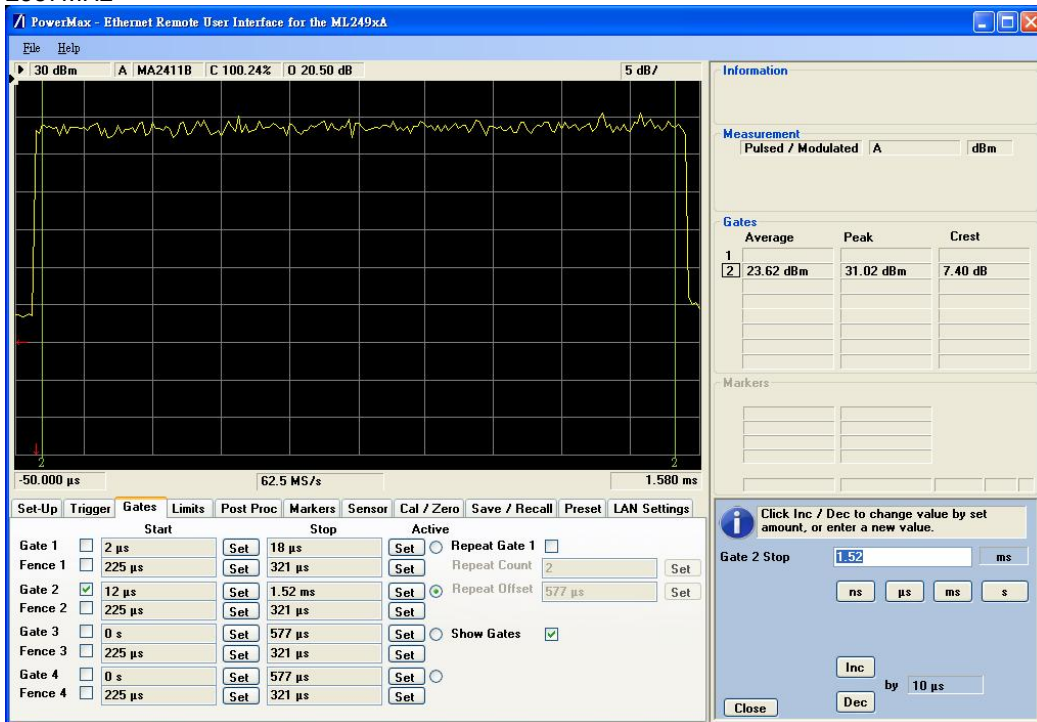 PowerMax - Ethernet Remote User Interface for the ML249xA
File Help
30 dBm A MA2411B C 100.24% O 20.50 dB 5 dB/
2 2
-50.000 µs 62.5 MS/s 1.580 ms
Set-Up Trigger Gates Limits Post Proc Markers Sensor Cal / Zero Save / Recall Preset LAN Settings
Start Stop Active
Gate 1 2 µs Set 18 µs Set Repeat Gate 1
Fence 1 225 µs Set 321 µs Set Repeat Count 2 Set
Gate 2 12 µs Set 1.52 ms Set Repeat Offset 577 µs Set
Fence 2 225 µs Set 321 µs Set
Gate 3 0 s Set 577 µs Set Show Gates
Fence 3 225 µs Set 321 µs Set
Gate 4 0 s Set 577 µs Set
Fence 4 225 µs Set 321 µs Set
Information
Measurement
Pulsed / Modulated A dBm
Gates
Average Peak Crest
1
2 23.62 dBm 31.02 dBm 7.40 dB
Markers
Click Inc / Dec to change value by set
amount, or enter a new value.
Gate 2 Stop 1.52 ms
ns µs ms s
Inc
by 10 µs
Dec
Close